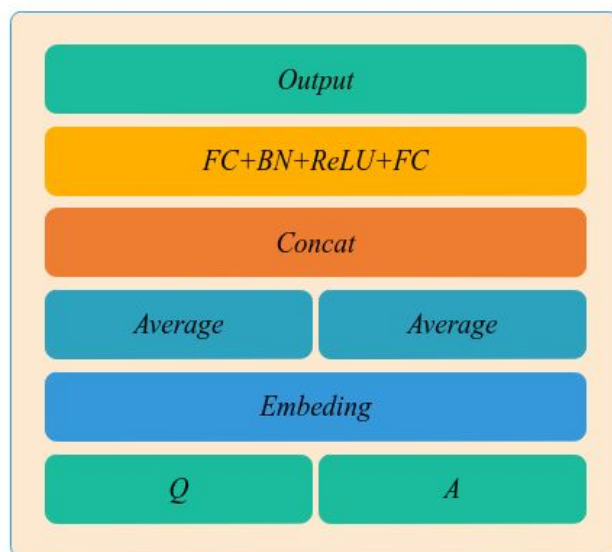 Output
FC+BN+ReLU+FC
Concat
Average Average
Embeding
Q A